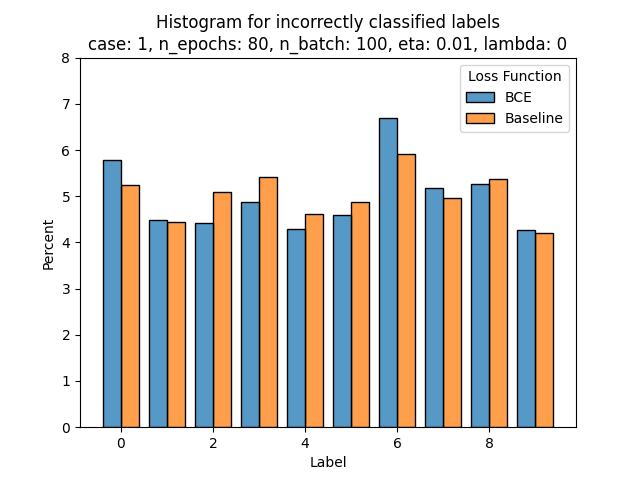 Histogram for incorrectly classified labels
case: 1, n_epochs: 80, n_batch: 100, eta: 0.01, lambda: 0
Loss Function
BCE
Baseline
Percent
8
7
6
5
4
3
2
1
0
0 2 4 6 8
Label